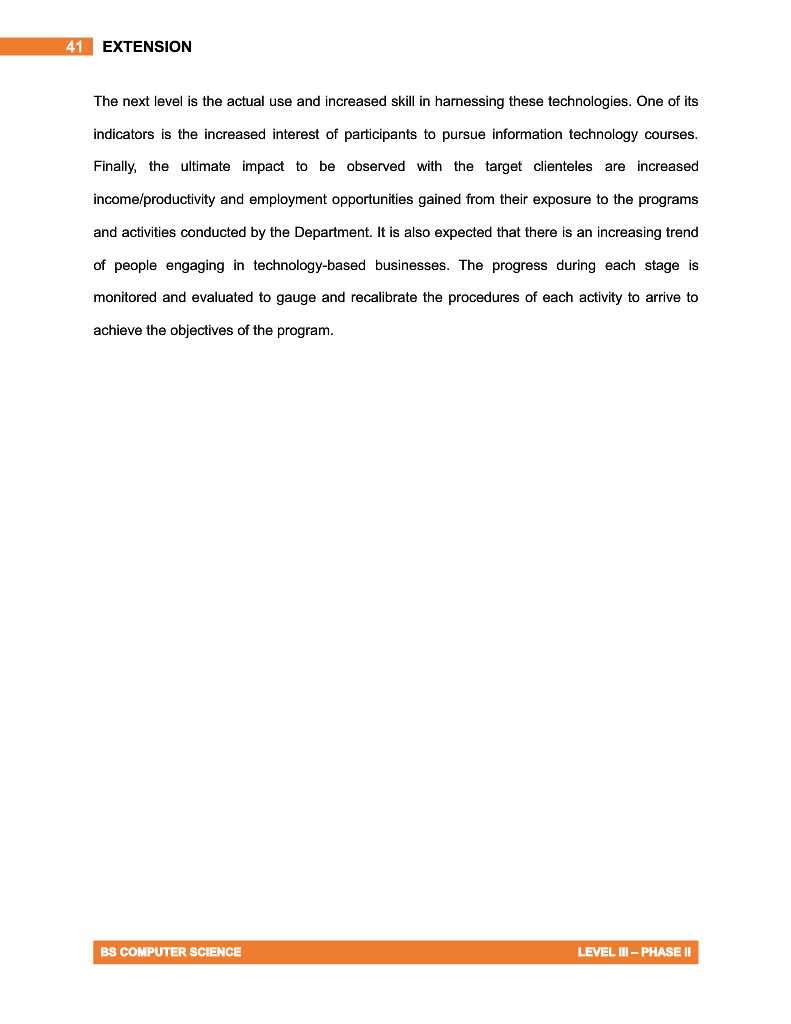 41 EXTENSION
The next level is the actual use and increased skill in harnessing these technologies. One of its
indicators is the increased interest of participants to pursue information technology courses.
Finally, the ultimate impact to be observed with the target clienteles are increased
income/productivity and employment opportunities gained from their exposure to the programs
and activities conducted by the Department. It is also expected that there is an increasing trend
of people engaging in technology-based businesses. The progress during each stage is
monitored and evaluated to gauge and recalibrate the procedures of each activity to arrive to
achieve the objectives of the program.
BS COMPUTER SCIENCE LEVEL III – PHASE II